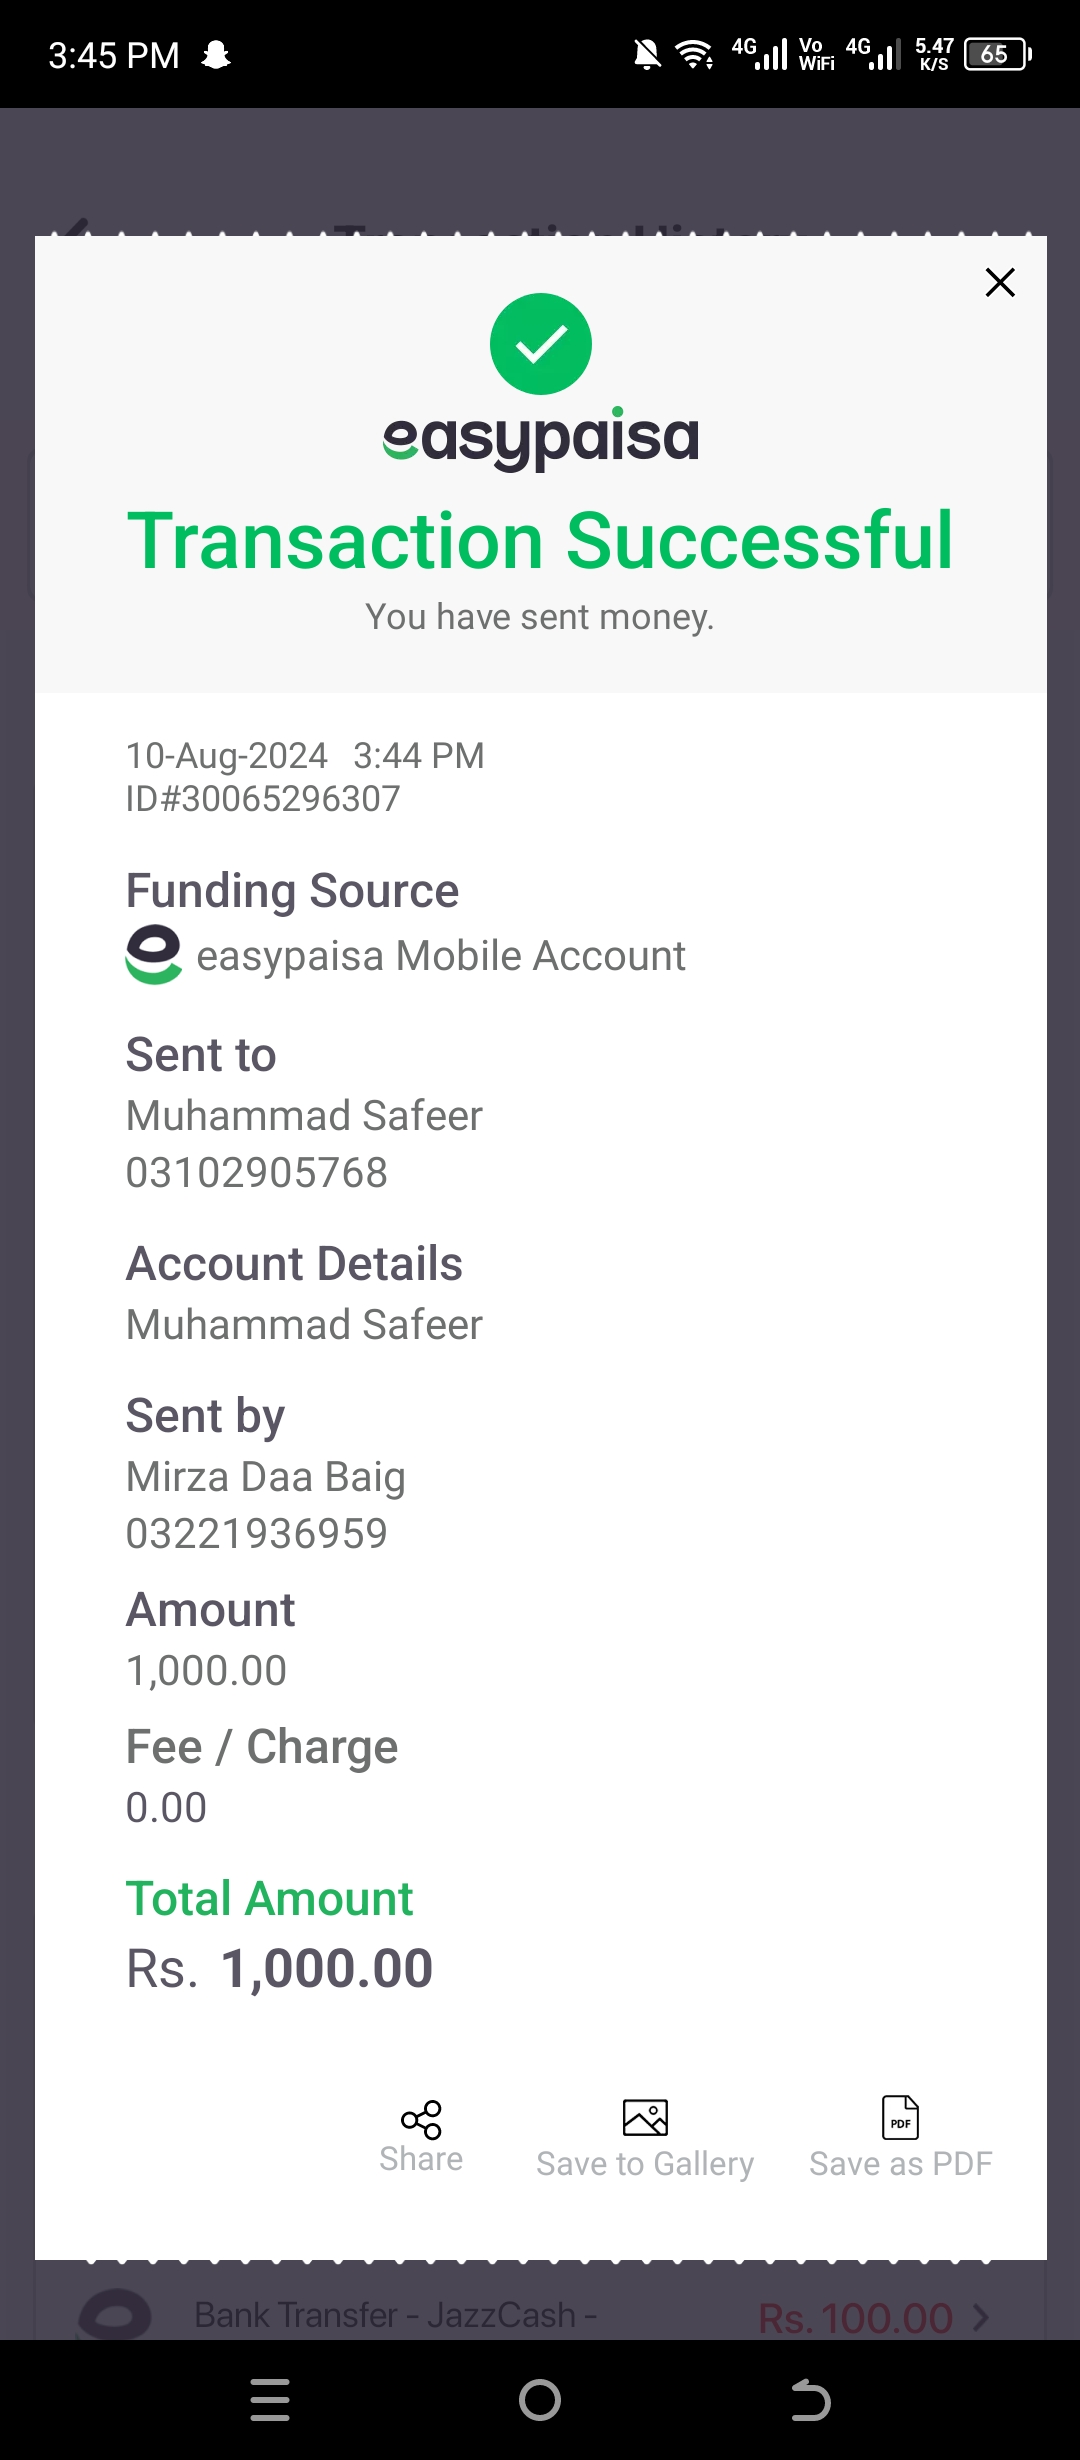 3:45 PM
4G Vo WiFi 4G 5.47 K/S 65
Transaction History
easypaisa
Transaction Successful
You have sent money.
10-Aug-2024 3:44 PM
ID#30065296307
Funding Source
easypaisa Mobile Account
Sent to
Muhammad Safeer
03102905768
Account Details
Muhammad Safeer
Sent by
Mirza Daa Baig
03221936959
Amount
1,000.00
Fee / Charge
0.00
Total Amount
Rs. 1,000.00
PDF
Share Save to Gallery Save as PDF
Bank Transfer - JazzCash - Rs. 100.00